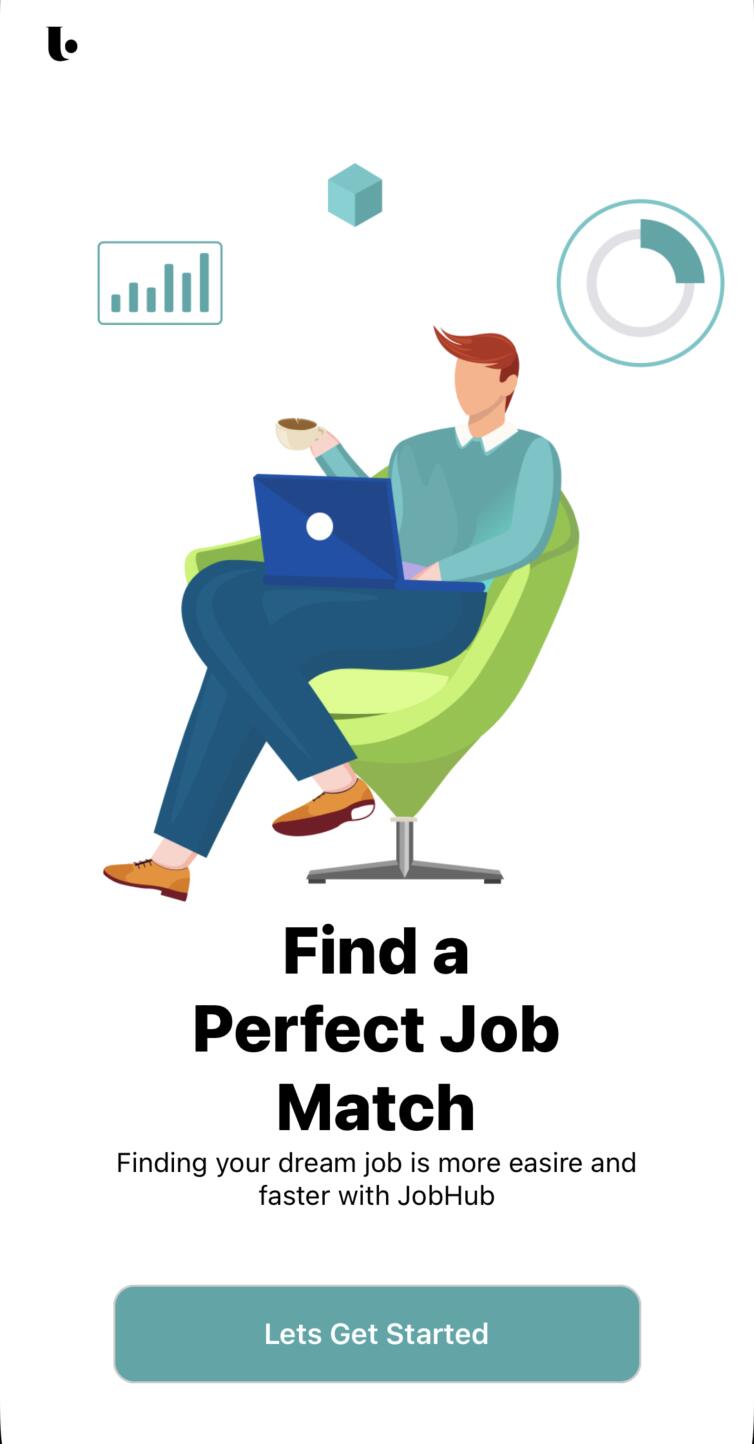 Find a
Perfect Job
Match
Finding your dream job is more easire and
faster with JobHub
Lets Get Started